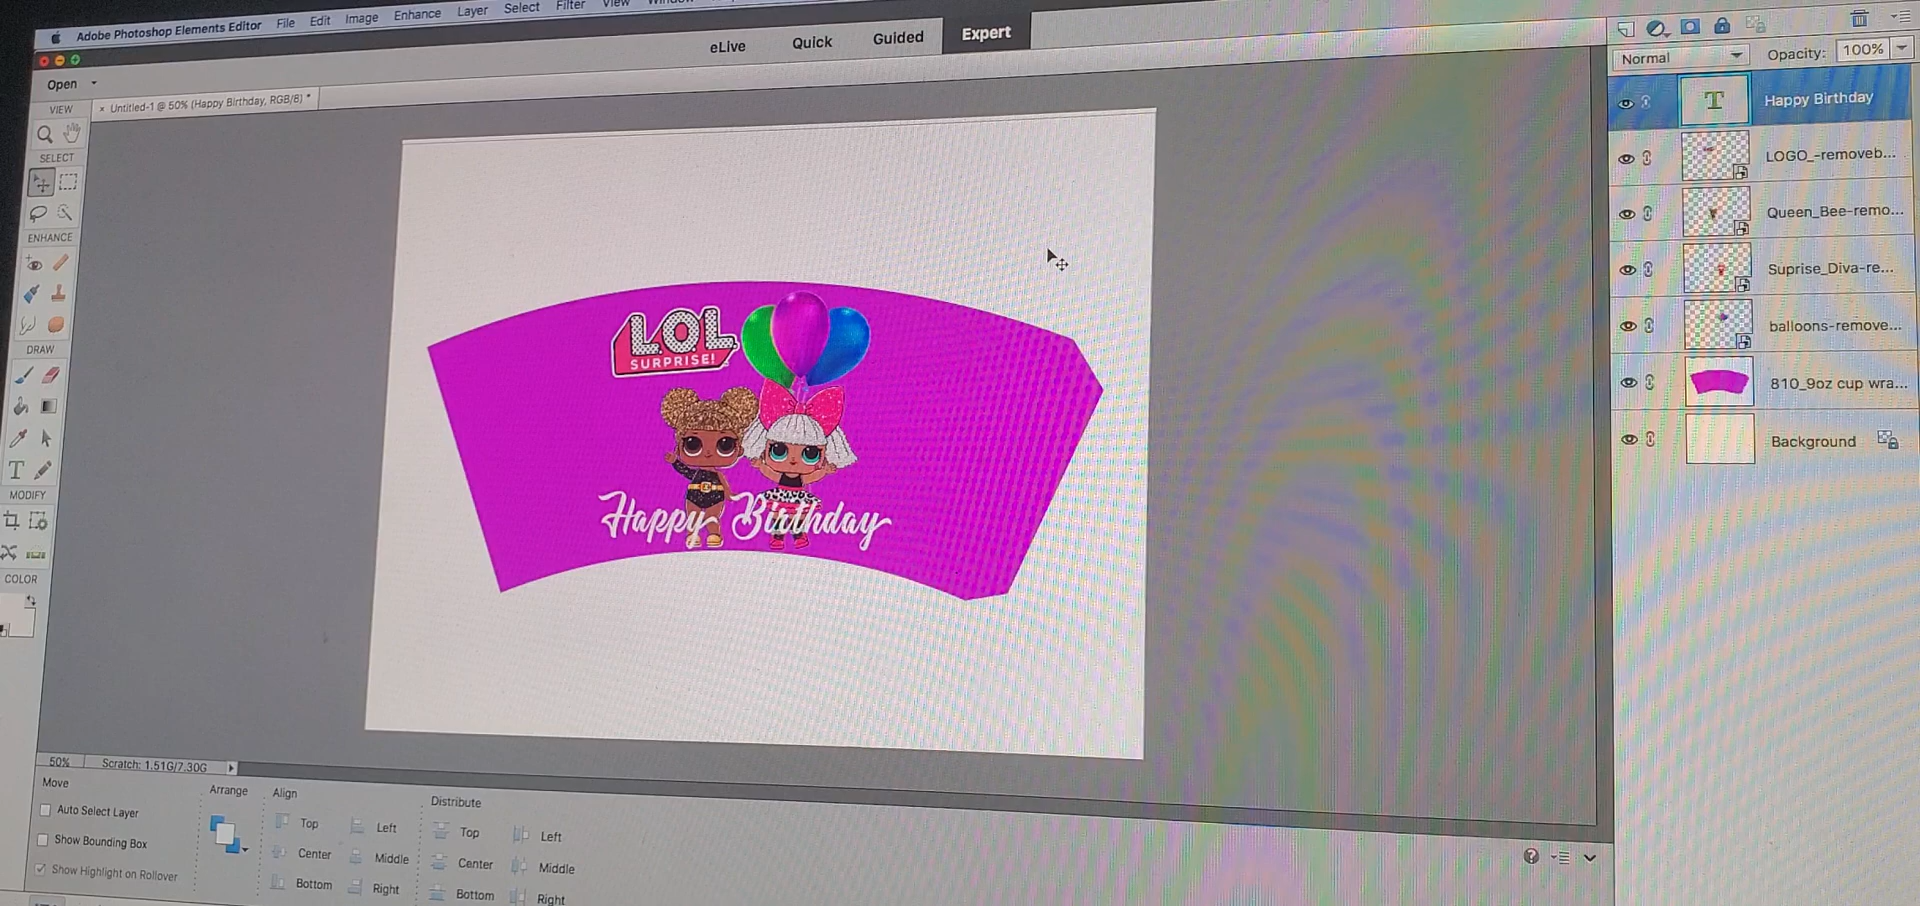 Adobe Photoshop Elements Editor File Edit Image Enhance Layer Select Filter View
eLive Quick Guided Expert
Open
Untitled-1 @ 50% (Happy Birthday, RGB/8) *
VIEW
SELECT
ENHANCE
DRAW
MODIFY
COLOR
L.O.L.
SURPRISE!
Happy Birthday
Normal Opacity: 100%
Happy Birthday
LOGO_-removeb...
Queen_Bee-remo...
Suprise_Diva-re...
balloons-remove...
810_9oz cup wra...
Background
50% Scratch: 1.51G/7.30G
Move
Auto Select Layer
Show Bounding Box
Show Highlight on Rollover
Arrange
Align
Top Left
Center Middle
Bottom Right
Distribute
Top Left
Center Middle
Bottom Right